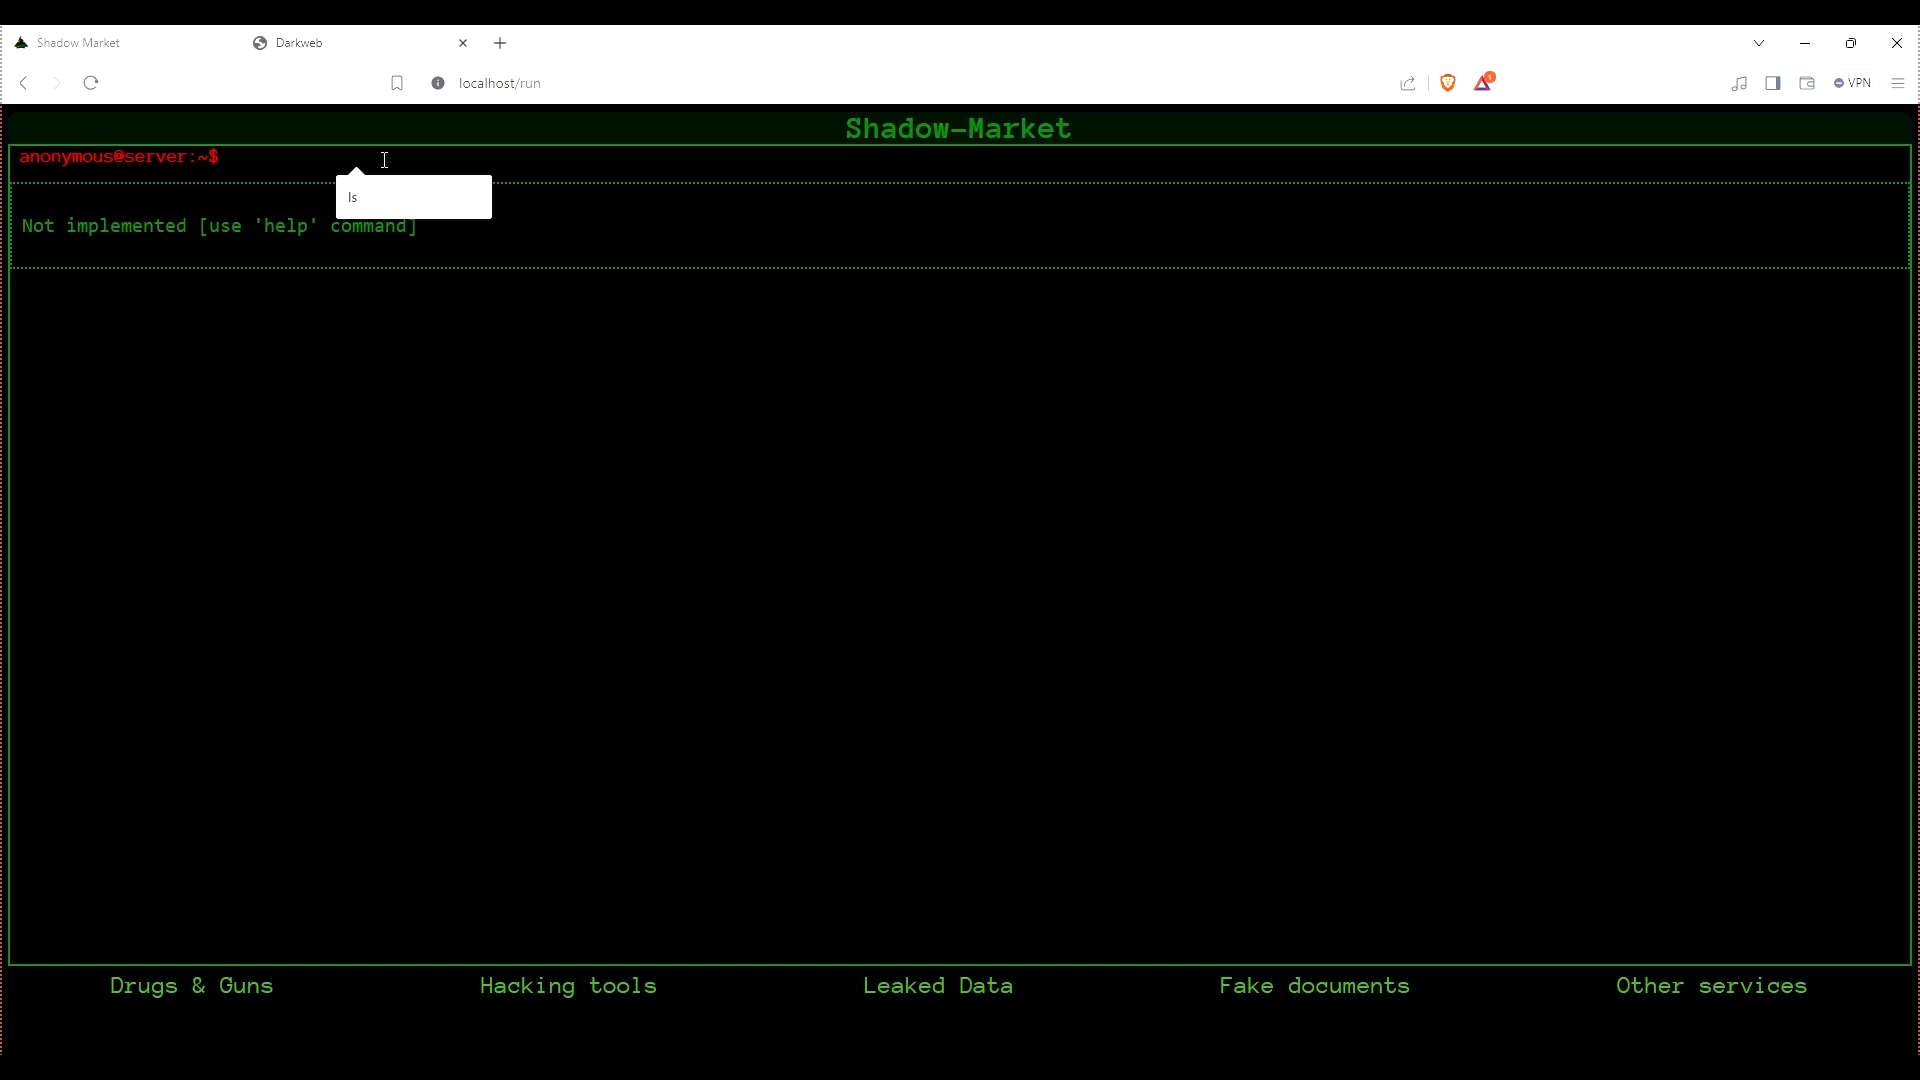 Shadow Market
Darkweb
localhost/run
1
VPN
Shadow-Market
anonymous@server:~$
ls
Not implemented [use 'help' command]
Drugs & Guns
Hacking tools
Leaked Data
Fake documents
Other services